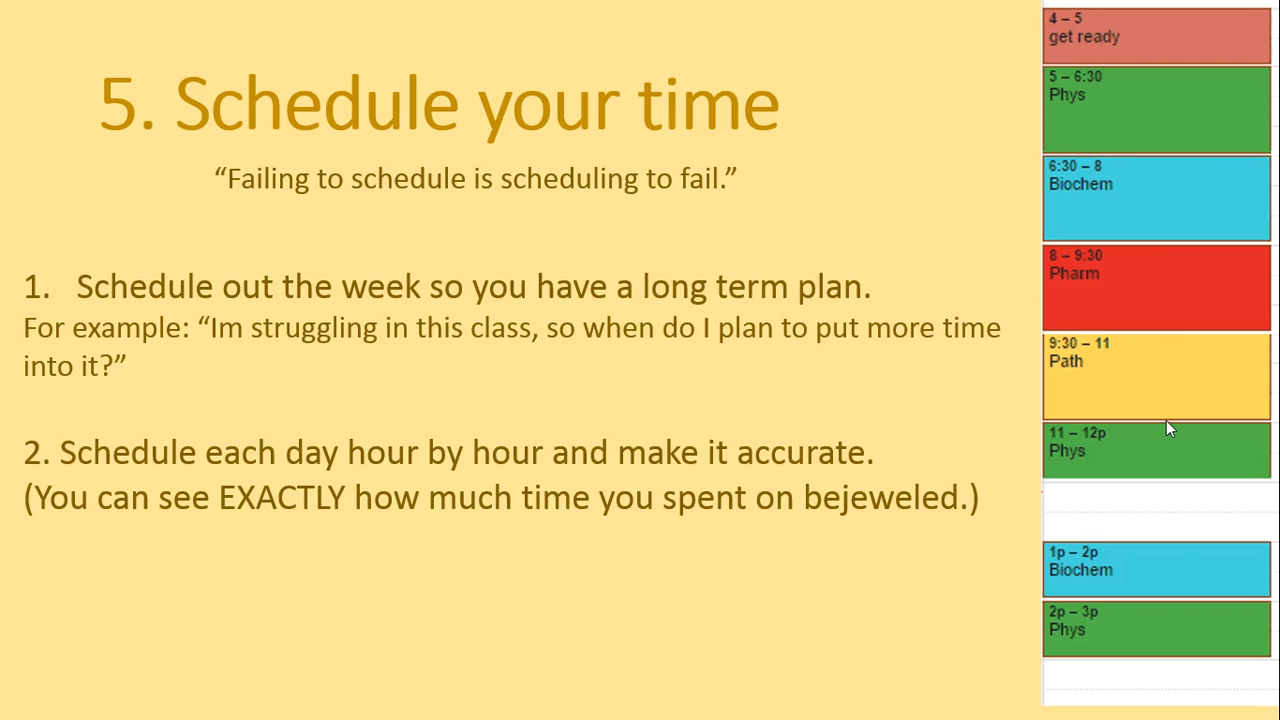 5. Schedule your time
“Failing to schedule is scheduling to fail.”
1. Schedule out the week so you have a long term plan.
For example: “Im struggling in this class, so when do I plan to put more time
into it?”
2. Schedule each day hour by hour and make it accurate.
(You can see EXACTLY how much time you spent on bejeweled.)
4 – 5
get ready
5 – 6:30
Phys
6:30 – 8
Biochem
8 – 9:30
Pharm
9:30 – 11
Path
11 – 12p
Phys
1p – 2p
Biochem
2p – 3p
Phys